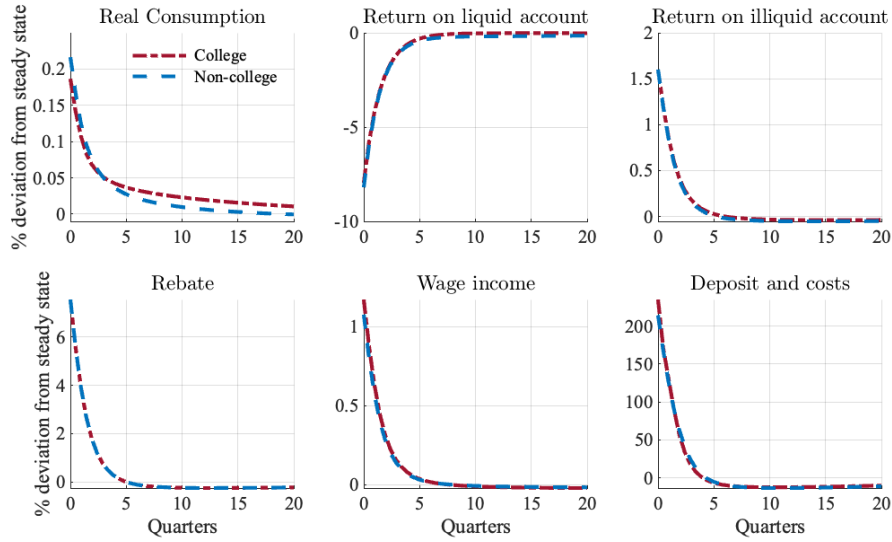 Real Consumption
% deviation from steady state
0.2
0.15
0.1
0.05
0
0 5 10 15 20
College
Non-college
Return on liquid account
0
-5
-10
0 5 10 15 20
Return on illiquid account
2
1.5
1
0.5
0
0 5 10 15 20
Rebate
% deviation from steady state
6
4
2
0
0 5 10 15 20
Quarters
Wage income
1
0.5
0
0 5 10 15 20
Quarters
Deposit and costs
200
150
100
50
0
0 5 10 15 20
Quarters